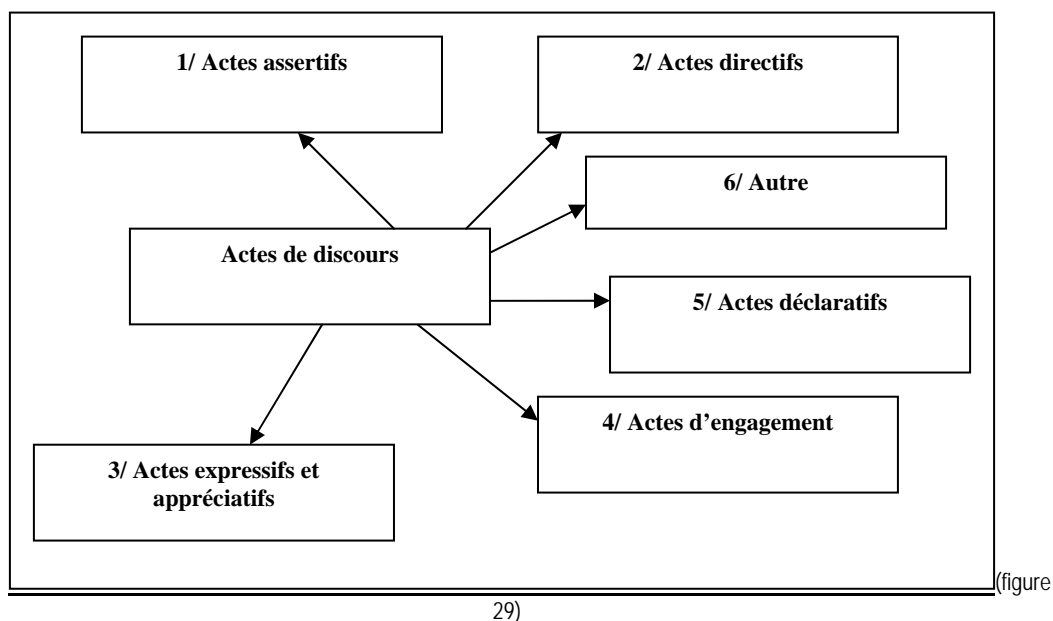 1/ Actes assertifs
2/ Actes directifs
6/ Autre
Actes de discours
5/ Actes déclaratifs
4/ Actes d’engagement
3/ Actes expressifs et
appréciatifs
(figure
29)